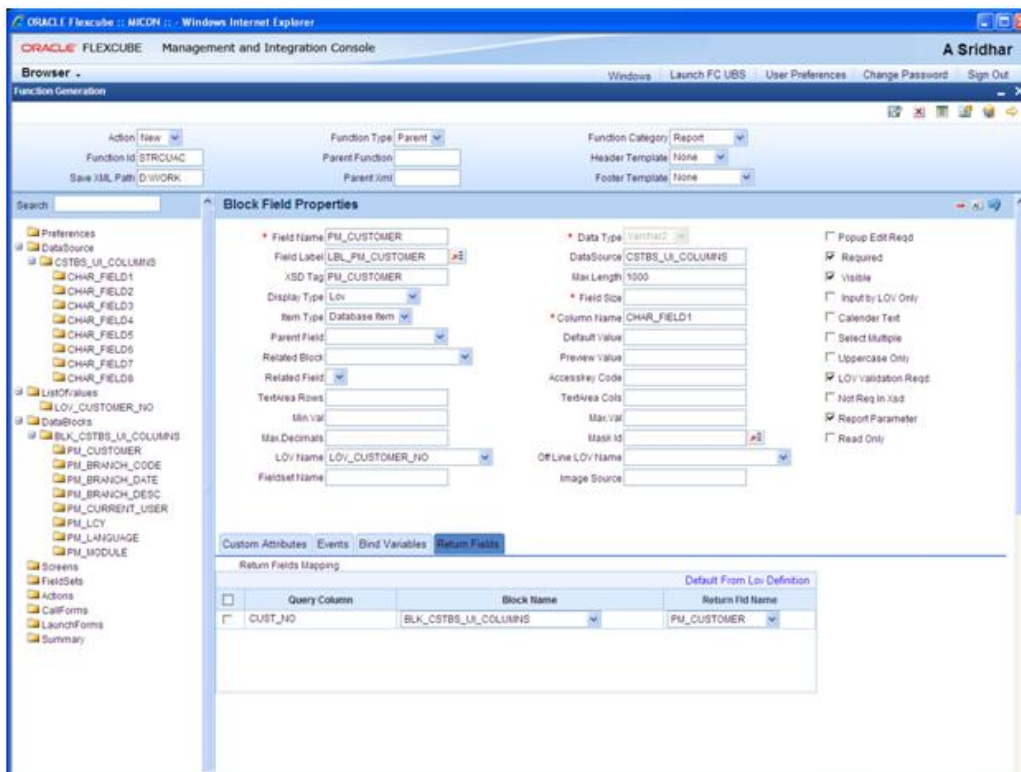 ORACLE Flexcube :: MICON :: - Windows Internet Explorer
ORACLE FLEXCUBE Management and Integration Console
A Sridhar
Browser
Windows Launch FC UBS User Preferences Change Password Sign Out
Function Generation
Action New Function Type Parent Function Category Report
Function Id STRCUAC Parent Function Header Template None
Save XML Path D:\WORK Parent Xml Footer Template None
Search
Preferences
DataSource
CSTBS_UI_COLUMNS
CHAR_FIELD1
CHAR_FIELD2
CHAR_FIELD3
CHAR_FIELD4
CHAR_FIELD5
CHAR_FIELD6
CHAR_FIELD7
CHAR_FIELD8
ListOfValues
LOV_CUSTOMER_NO
DataBlocks
BLK_CSTBS_UI_COLUMNS
PM_CUSTOMER
PM_BRANCH_CODE
PM_BRANCH_DATE
PM_BRANCH_DESC
PM_CURRENT_USER
PM_LCY
PM_LANGUAGE
PM_MODULE
Screens
FieldSets
Actions
CallForms
LaunchForms
Summary
Block Field Properties
* Field Name PM_CUSTOMER * Data Type Varchar2 Popup Edit Reqd
Field Label LBL_PM_CUSTOMER DataSource CSTBS_UI_COLUMNS Required
XSD Tag PM_CUSTOMER Max.Length 1000 Visible
Display Type Lov * Field Size Input by LOV Only
Item Type Database Item * Column Name CHAR_FIELD1 Calender Text
Parent Field Default Value Select Multiple
Related Block Preview Value Uppercase Only
Related Field Accesskey Code LOV Validation Reqd
TextArea Rows TextArea Cols Not Req In Xsd
Min.Val Max.Val Report Parameter
Max.Decimals Mask Id Read Only
LOV Name LOV_CUSTOMER_NO Off Line LOV Name
Fieldset Name Image Source
Custom Attributes Events Bind Variables Return Fields
Return Fields Mapping
Default From Lov Definition
Query Column Block Name Return Fld Name
CUST_NO BLK_CSTBS_UI_COLUMNS PM_CUSTOMER